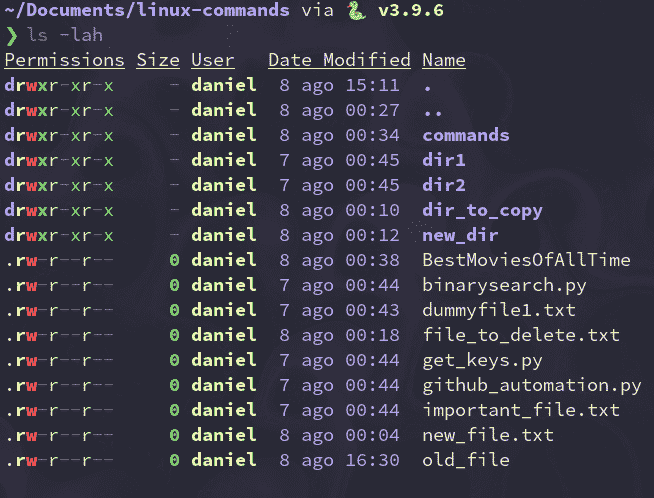 ~/Documents/linux-commands via 🐍 v3.9.6
❯ ls -lah
Permissions Size User Date Modified Name
drwxr-xr-x - daniel 8 ago 15:11 .
drwxr-xr-x - daniel 8 ago 00:27 ..
drwxr-xr-x - daniel 8 ago 00:34 commands
drwxr-xr-x - daniel 7 ago 00:45 dir1
drwxr-xr-x - daniel 7 ago 00:45 dir2
drwxr-xr-x - daniel 8 ago 00:10 dir_to_copy
drwxr-xr-x - daniel 8 ago 00:12 new_dir
.rw-r--r-- 0 daniel 8 ago 00:38 BestMoviesOfAllTime
.rw-r--r-- 0 daniel 7 ago 00:44 binarysearch.py
.rw-r--r-- 0 daniel 7 ago 00:43 dummyfile1.txt
.rw-r--r-- 0 daniel 8 ago 00:18 file_to_delete.txt
.rw-r--r-- 0 daniel 7 ago 00:44 get_keys.py
.rw-r--r-- 0 daniel 7 ago 00:44 github_automation.py
.rw-r--r-- 0 daniel 7 ago 00:44 important_file.txt
.rw-r--r-- 0 daniel 8 ago 00:04 new_file.txt
.rw-r--r-- 0 daniel 8 ago 16:30 old_file